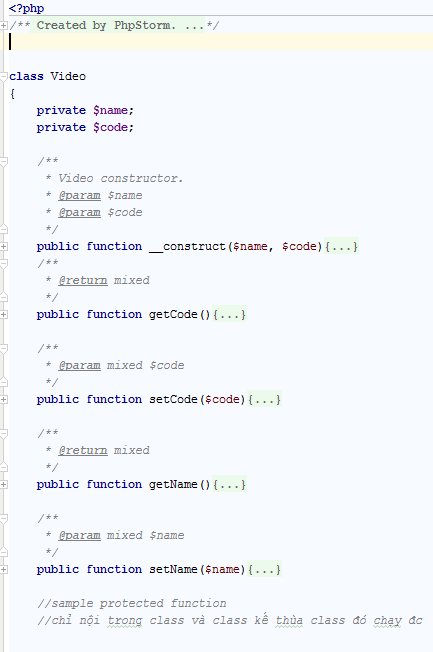 <?php
/** Created by PhpStorm. ...*/
class Video
{
private $name;
private $code;
/**
* Video constructor.
* @param $name
* @param $code
*/
public function __construct($name, $code){...}
/**
* @return mixed
*/
public function getCode(){...}
/**
* @param mixed $code
*/
public function setCode($code){...}
/**
* @return mixed
*/
public function getName(){...}
/**
* @param mixed $name
*/
public function setName($name){...}
//sample protected function
//chỉ nội trong class và class kế thùa class đó chạy đc